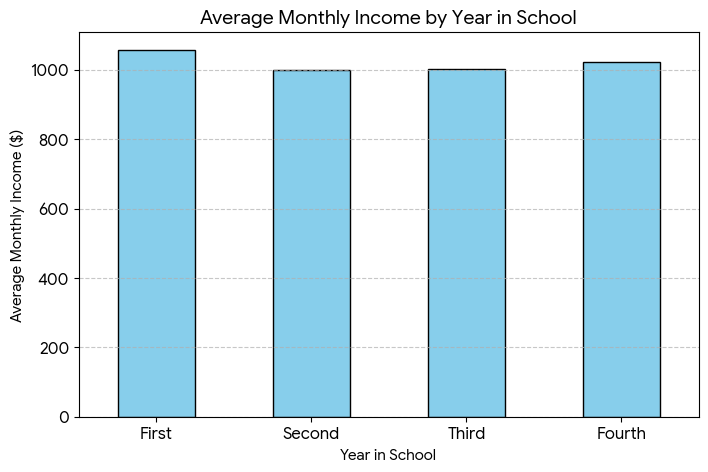 Average Monthly Income by Year in School
Average Monthly Income ($)
1000
800
600
400
200
0
First Second Third Fourth
Year in School